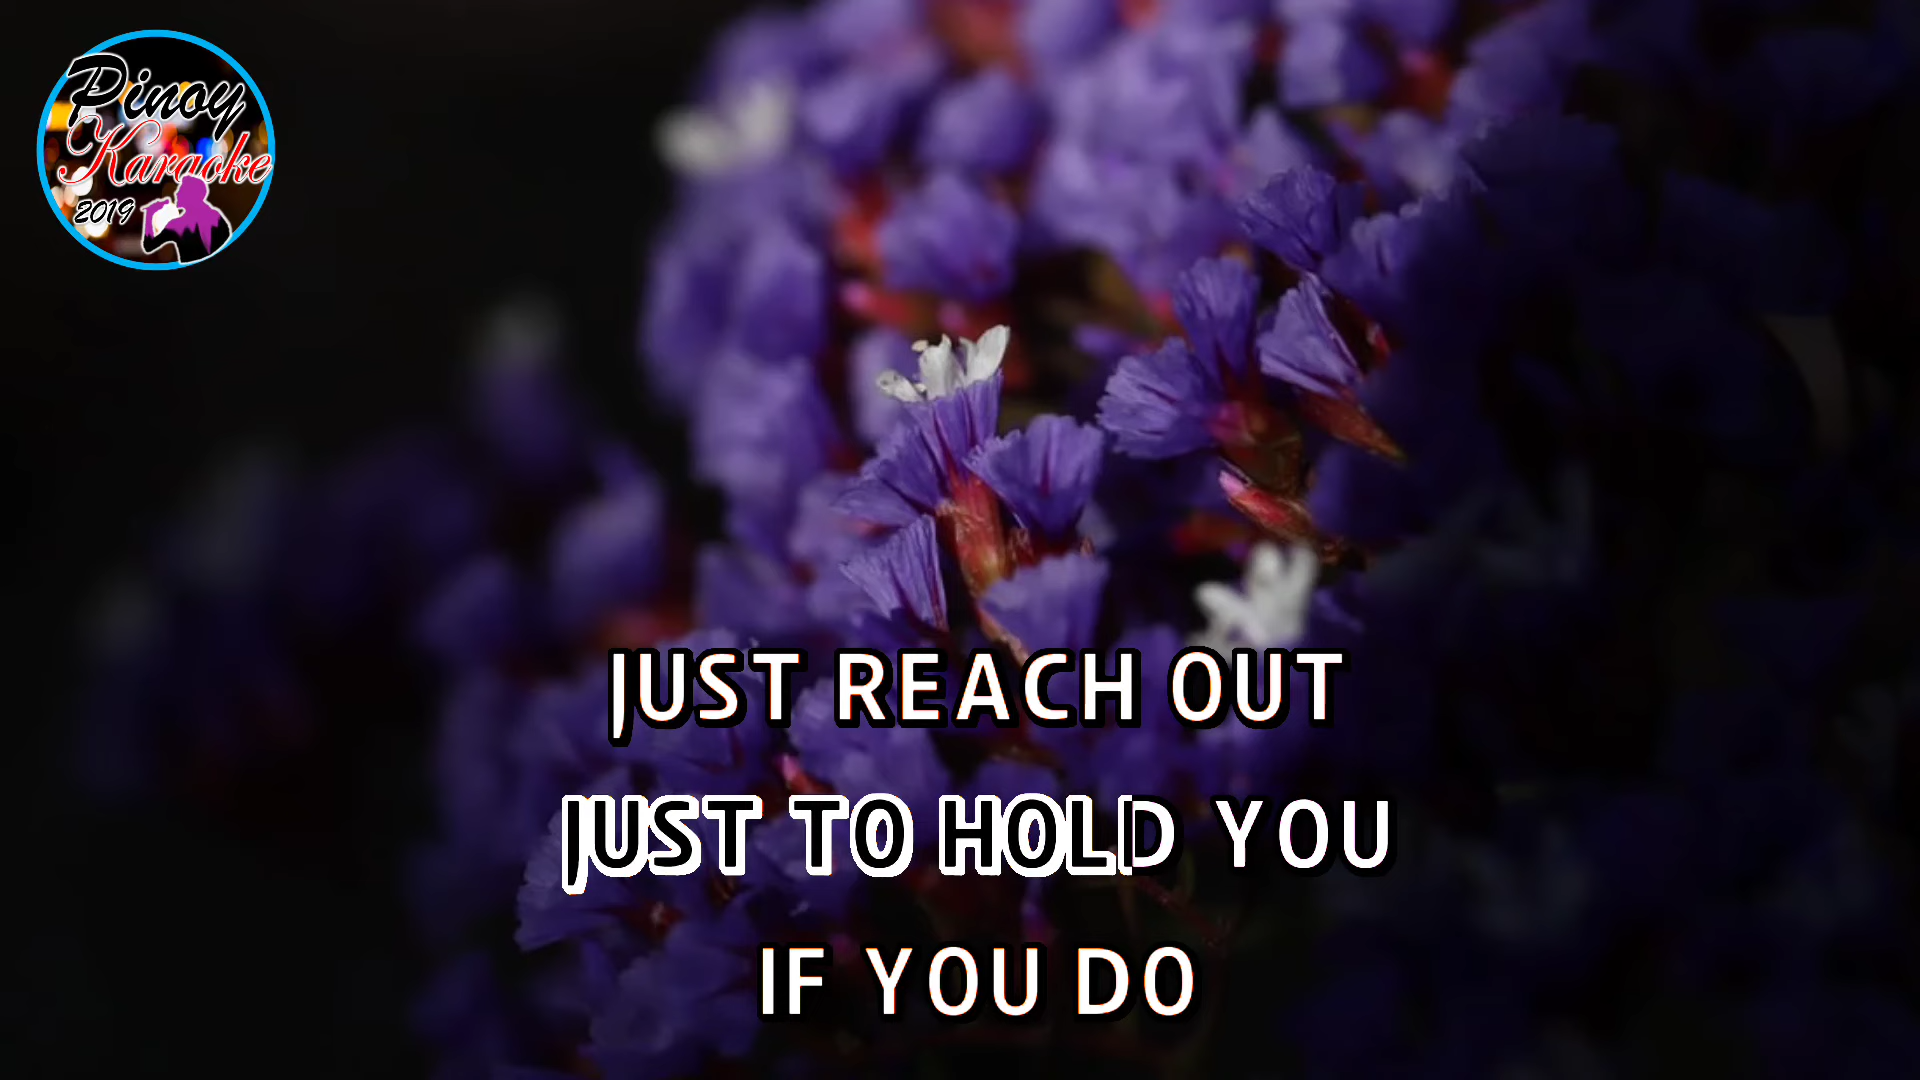 Pinoy
Karaoke
2019
JUST REACH OUT
JUST TO HOLD YOU
IF YOU DO